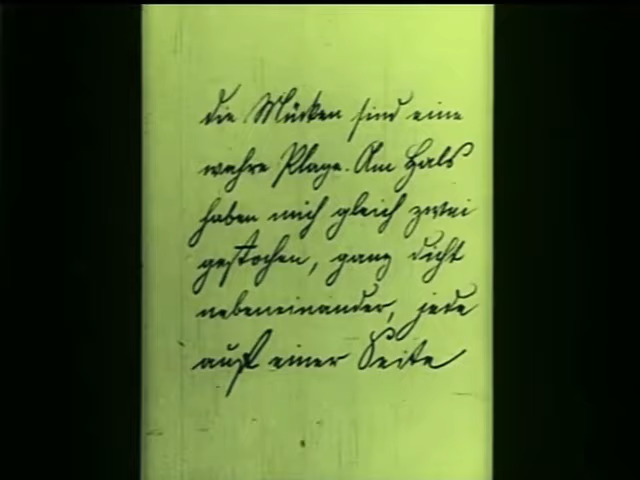 die Mücken sind eine
wahre Plage. Am Hals
haben mich gleich zwei
gestochen, ganz dicht
nebeneinander, jede
auf einer Seite